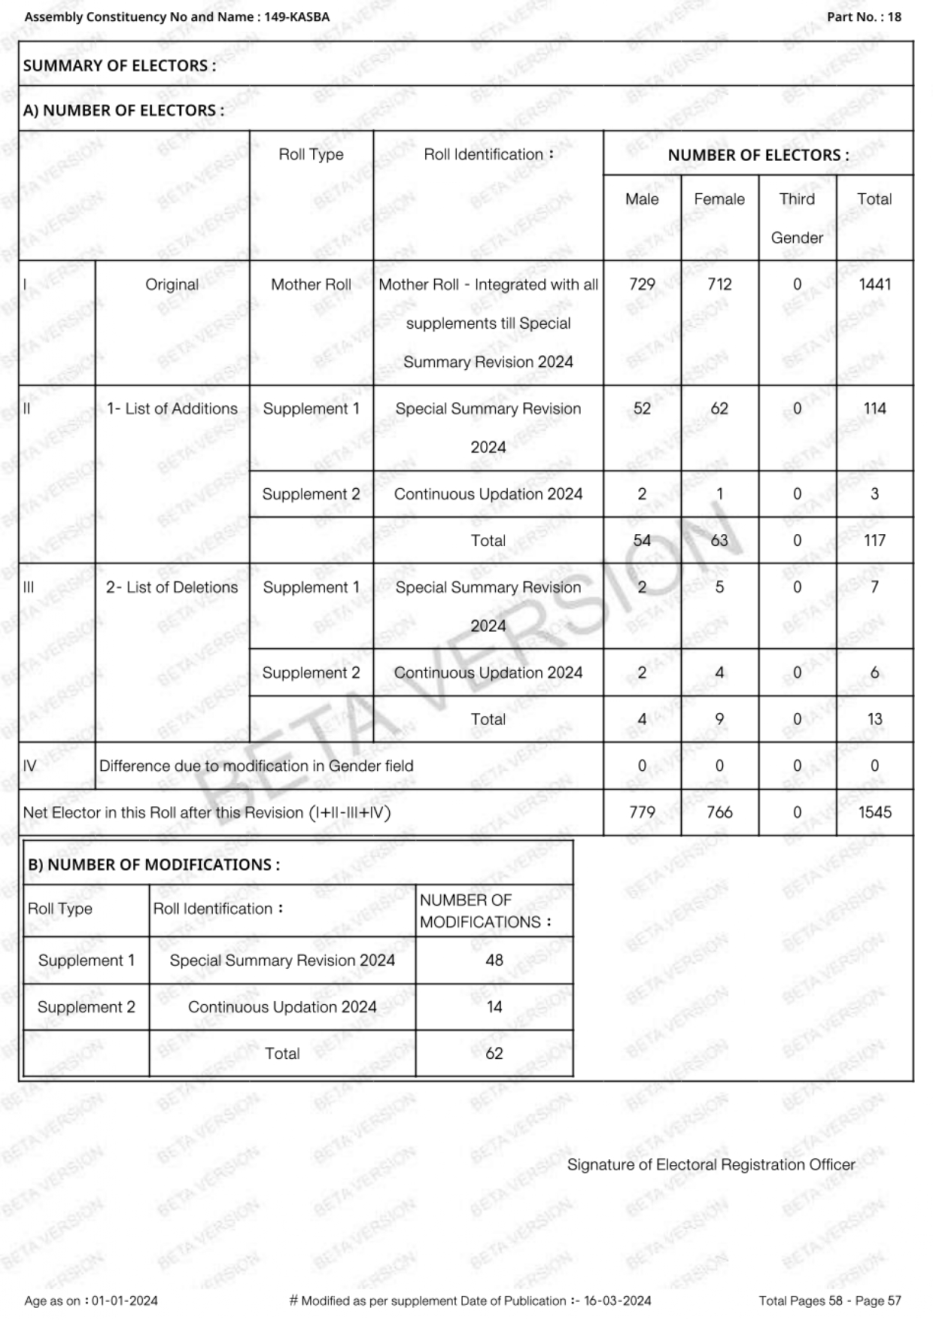 Assembly Constituency No and Name : 149-KASBA Part No. : 18
SUMMARY OF ELECTORS :
A) NUMBER OF ELECTORS :
Roll Type Roll Identification : NUMBER OF ELECTORS :
Male Female Third Gender Total
I Original Mother Roll Mother Roll - Integrated with all 729 712 0 1441
supplements till Special
Summary Revision 2024
II 1- List of Additions Supplement 1 Special Summary Revision 52 62 0 114
2024
Supplement 2 Continuous Updation 2024 2 1 0 3
Total 54 63 0 117
III 2- List of Deletions Supplement 1 Special Summary Revision 2 5 0 7
2024
Supplement 2 Continuous Updation 2024 2 4 0 6
Total 4 9 0 13
IV Difference due to modification in Gender field 0 0 0 0
Net Elector in this Roll after this Revision (I+II-III+IV) 779 766 0 1545
B) NUMBER OF MODIFICATIONS :
Roll Type Roll Identification : NUMBER OF MODIFICATIONS :
Supplement 1 Special Summary Revision 2024 48
Supplement 2 Continuous Updation 2024 14
Total 62
Signature of Electoral Registration Officer
Age as on : 01-01-2024 # Modified as per supplement Date of Publication :- 16-03-2024 Total Pages 58 - Page 57
BETA VERSION